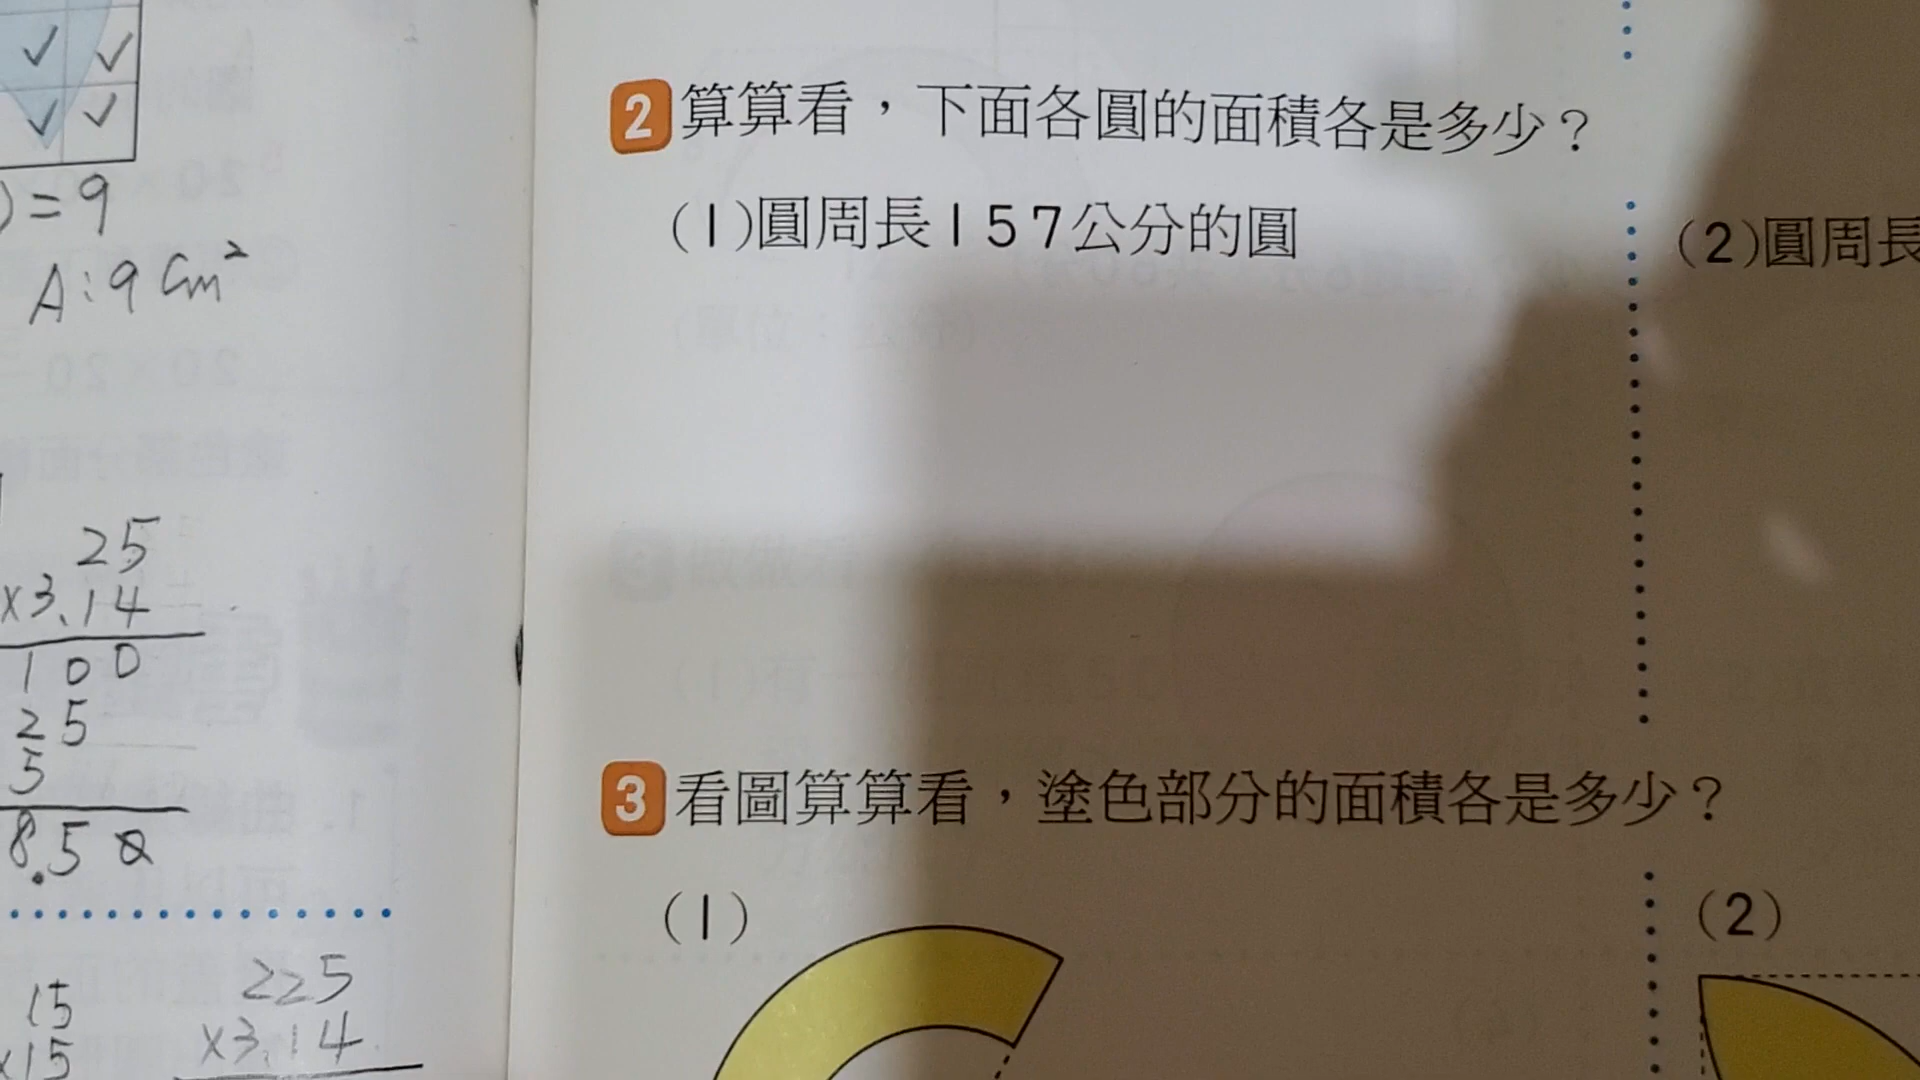 ) = 9
A : 9 cm²
25
×3.14
100
25
5
8.50
15
×15
225
×3.14
2 算算看，下面各圓的面積各是多少？
(1)圓周長157公分的圓
(2)圓周長
3 看圖算算看，塗色部分的面積各是多少？
(1)
(2)